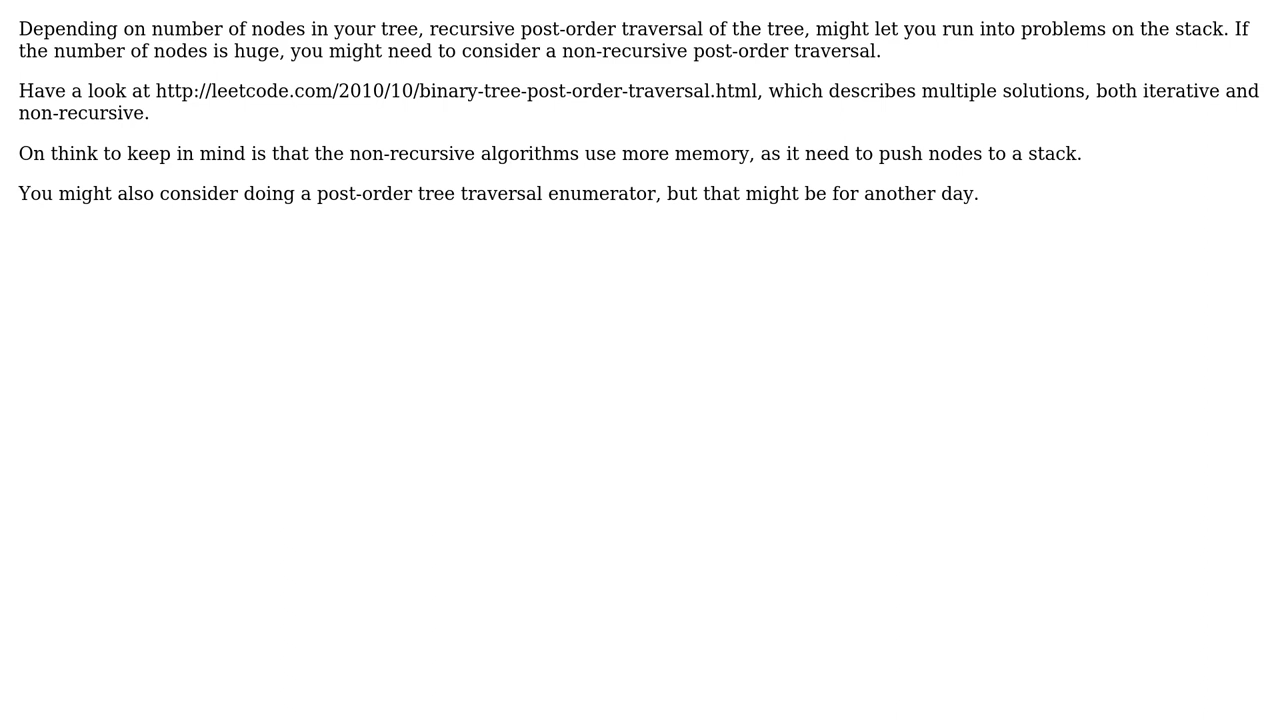 Depending on number of nodes in your tree, recursive post-order traversal of the tree, might let you run into problems on the stack. If
the number of nodes is huge, you might need to consider a non-recursive post-order traversal.
Have a look at http://leetcode.com/2010/10/binary-tree-post-order-traversal.html, which describes multiple solutions, both iterative and
non-recursive.
On think to keep in mind is that the non-recursive algorithms use more memory, as it need to push nodes to a stack.
You might also consider doing a post-order tree traversal enumerator, but that might be for another day.